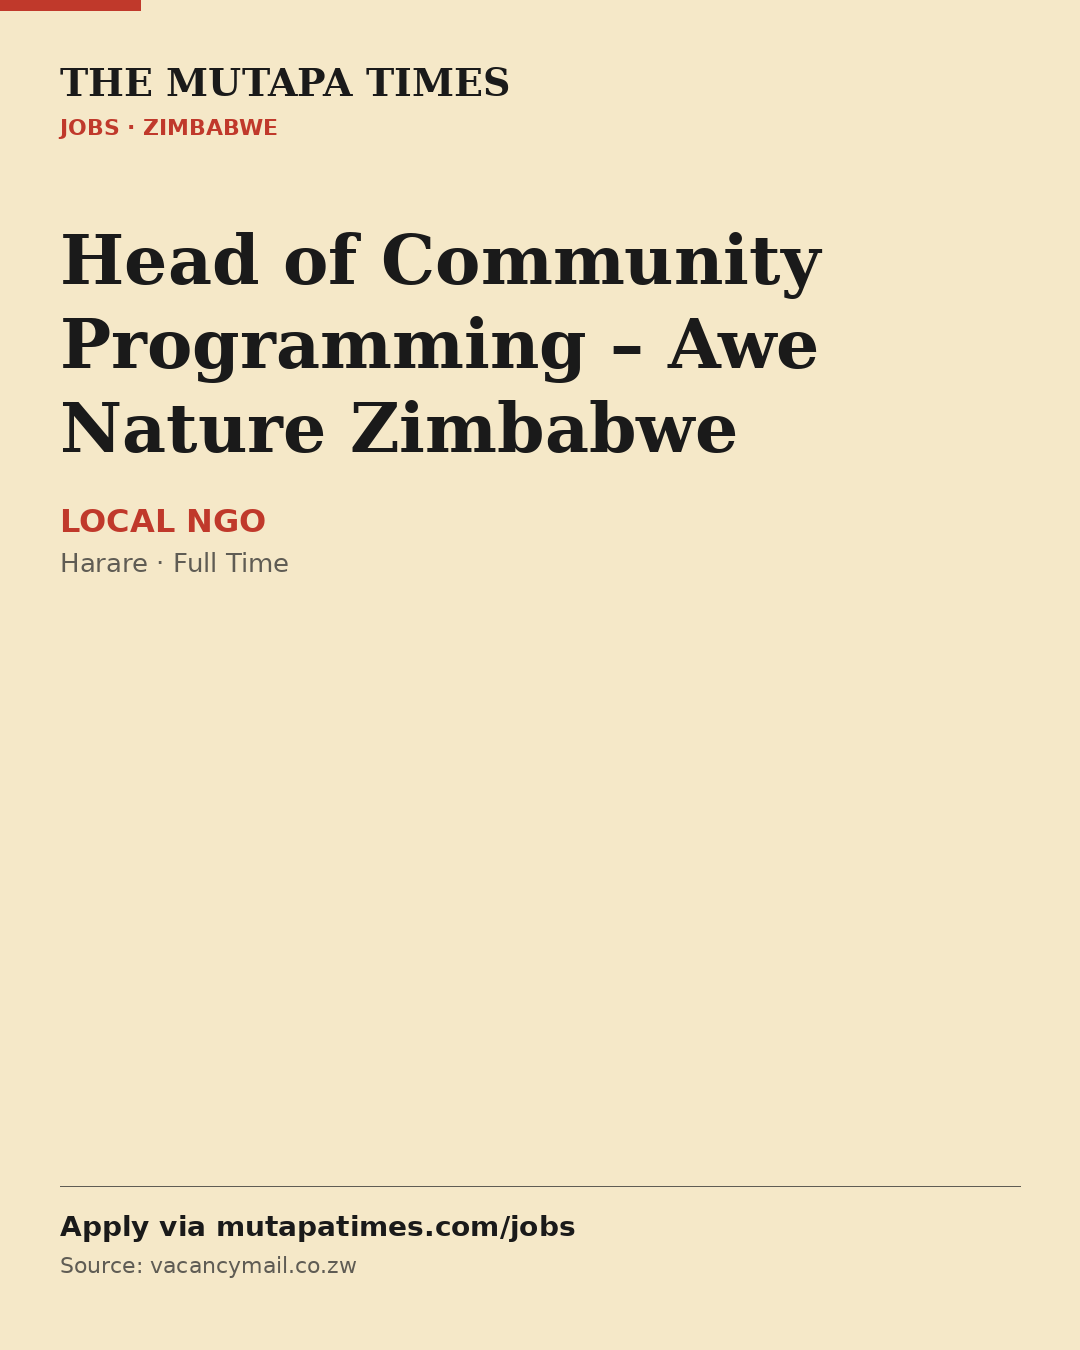 THE MUTAPA TIMES
JOBS · ZIMBABWE
Head of Community
Programming – Awe
Nature Zimbabwe
LOCAL NGO
Harare · Full Time
Apply via mutapatimes.com/jobs
Source: vacancymail.co.zw